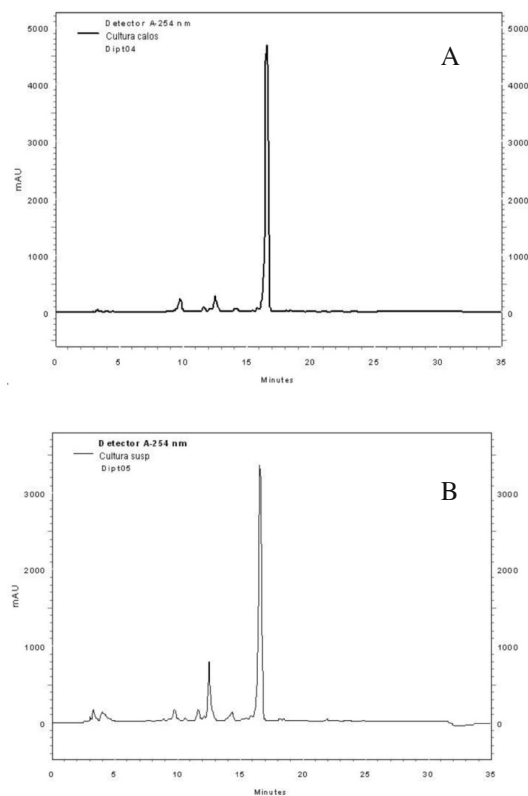 Detector A-254 nm
Cultura calos
Dipt04
A
5000 5000
4000 4000
3000 3000
2000 2000
1000 1000
0 0
mAU
0 5 10 15 20 25 30 35
Minutes
Detector A-254 nm
Cultura susp
Dipt05
B
3000 3000
2000 2000
1000 1000
0 0
mAU
0 5 10 15 20 25 30 35
Minutes